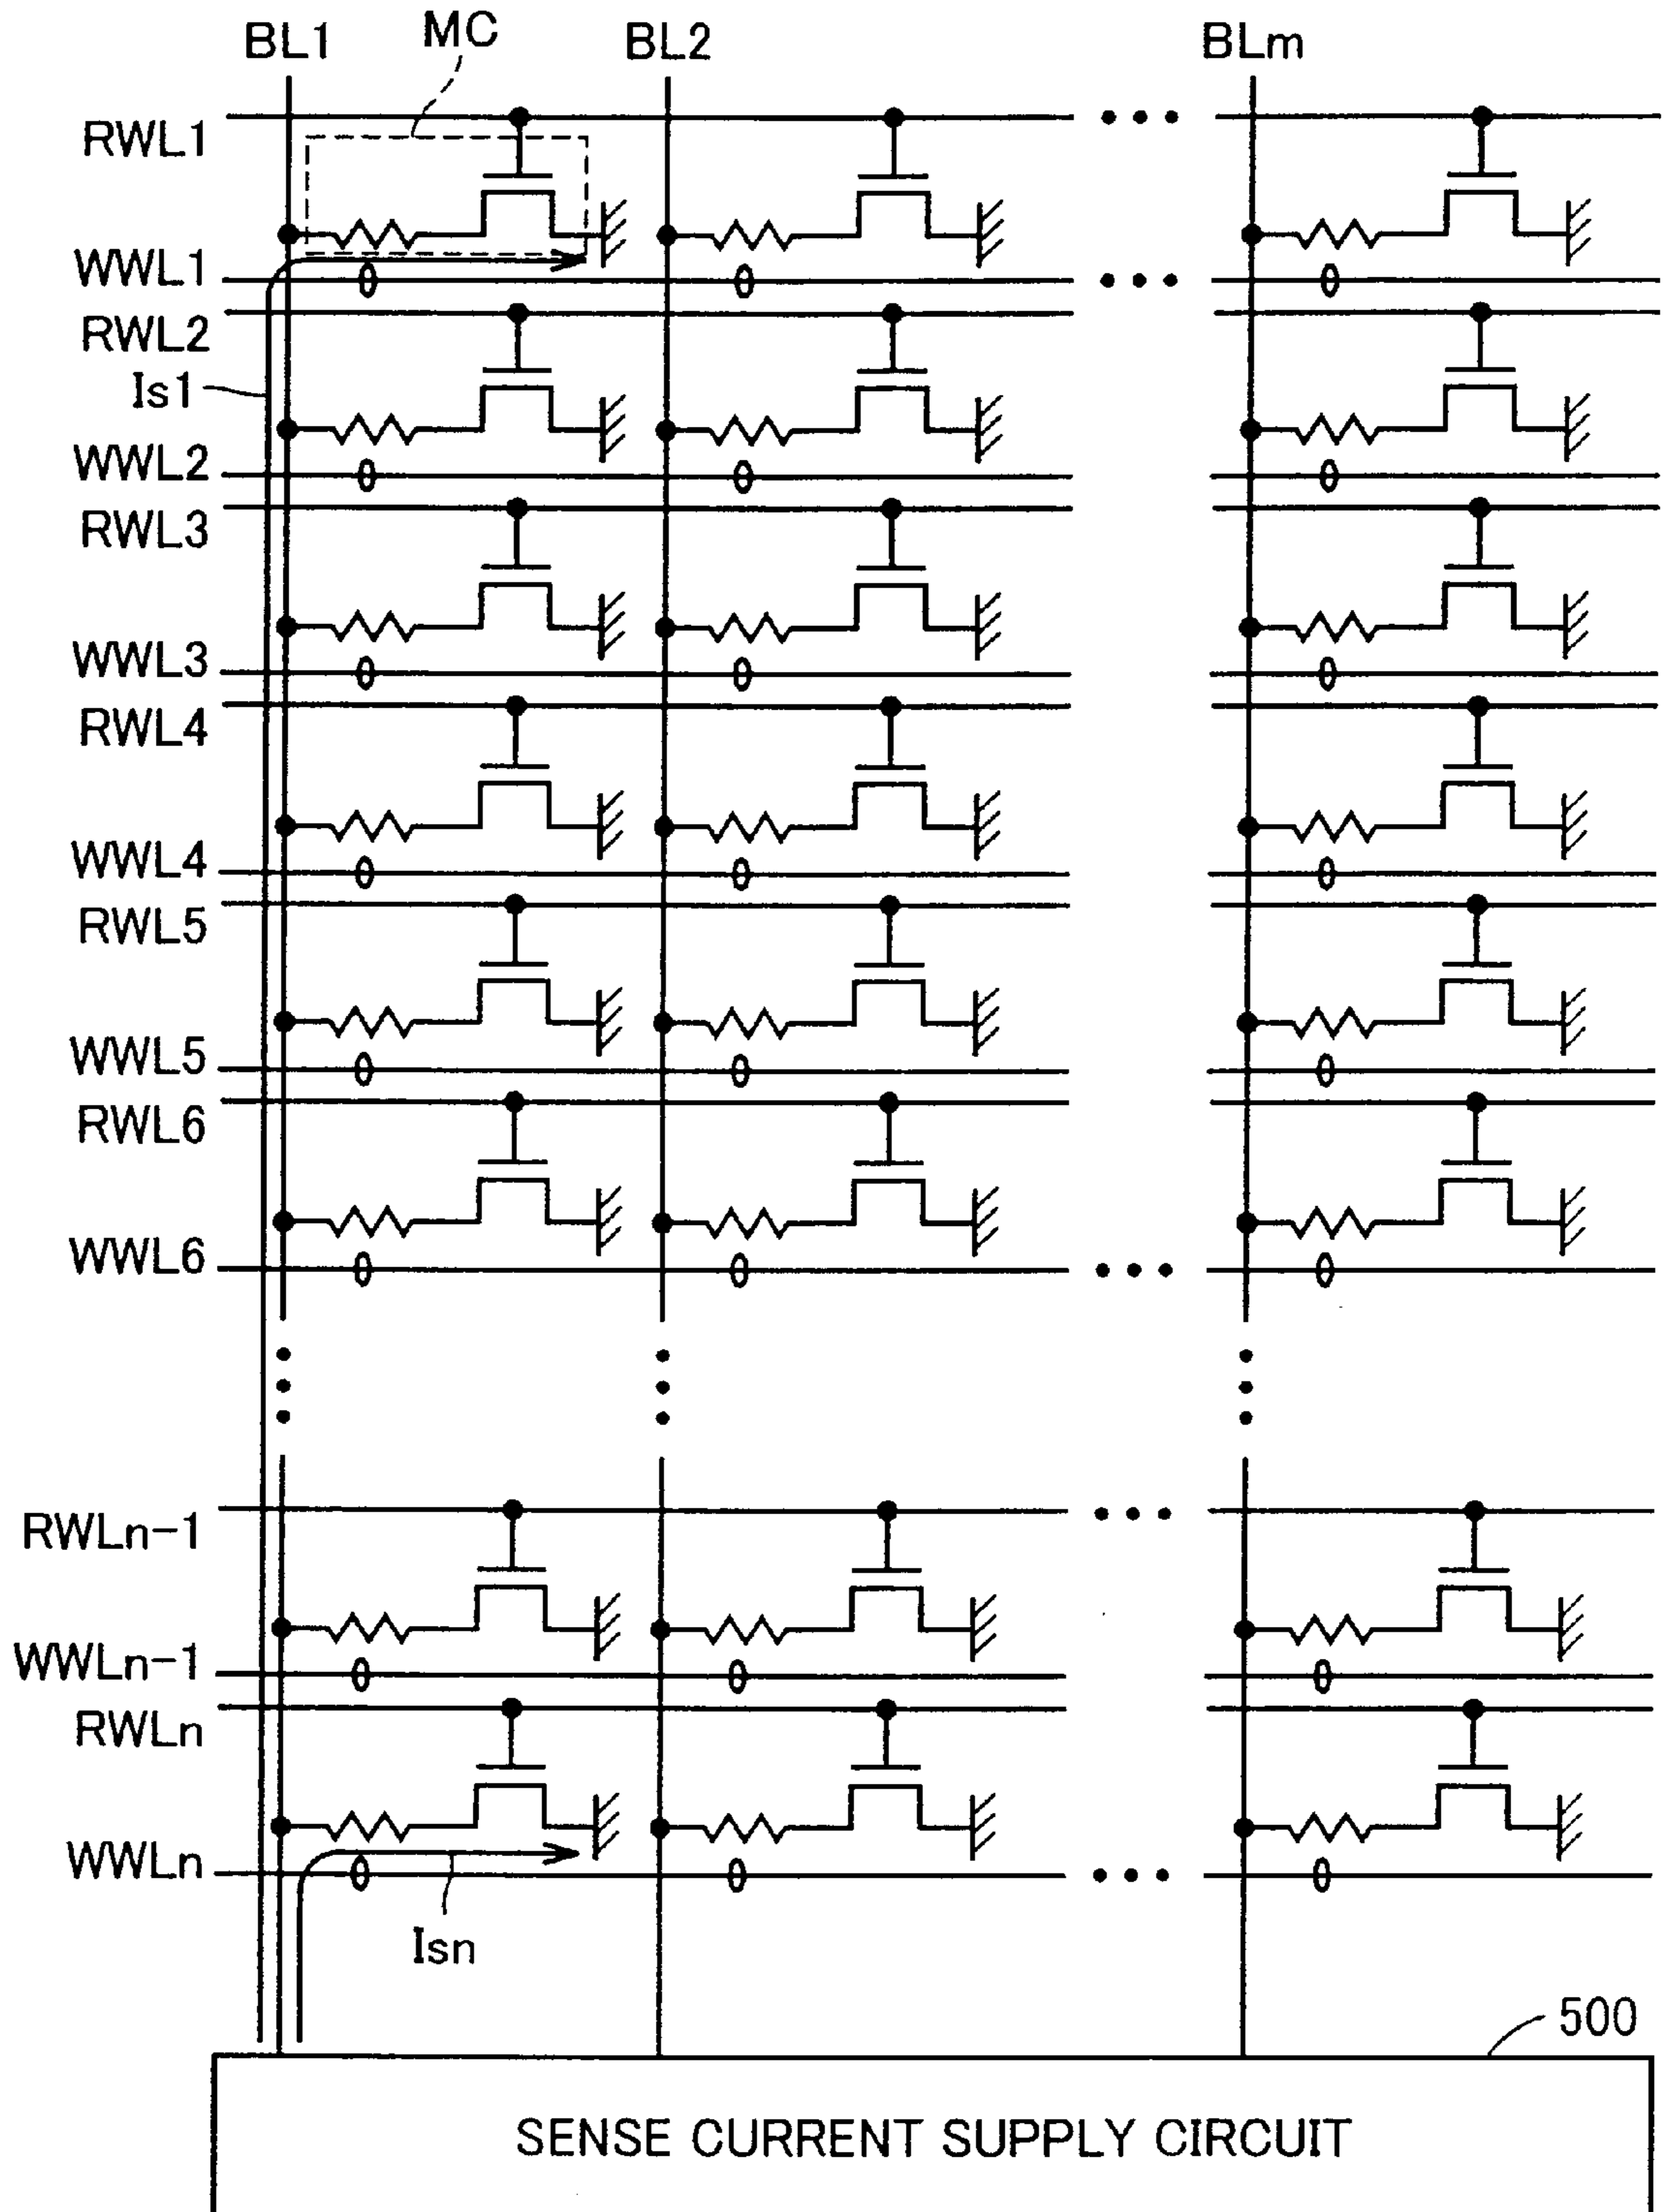 BL1
MC
BL2
BLm
RWL1
WWL1
RWL2
Is1
WWL2
RWL3
WWL3
RWL4
WWL4
RWL5
WWL5
RWL6
WWL6
RWLn-1
WWLn-1
RWLn
WWLn
Isn
500
SENSE CURRENT SUPPLY CIRCUIT